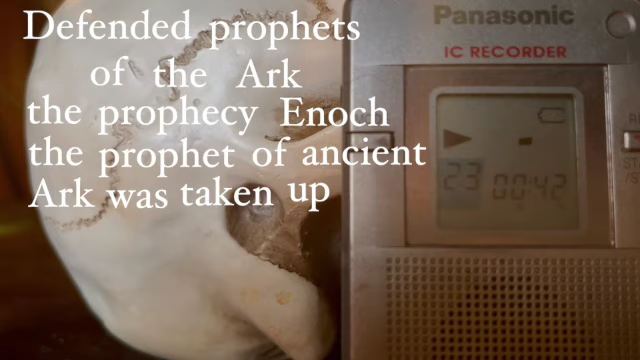 Defended prophets
of the Ark
the prophecy Enoch
the prophet of ancient
Ark was taken up
Panasonic
IC RECORDER
23 00:42